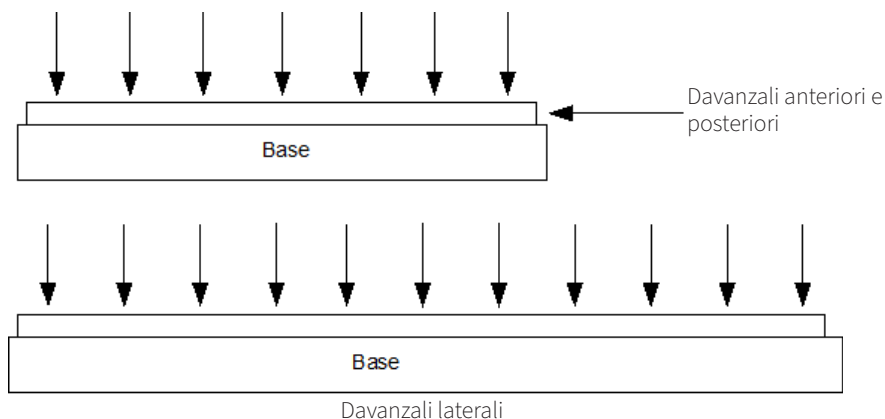 Davanzali anteriori e
posteriori
Base
Base
Davanzali laterali